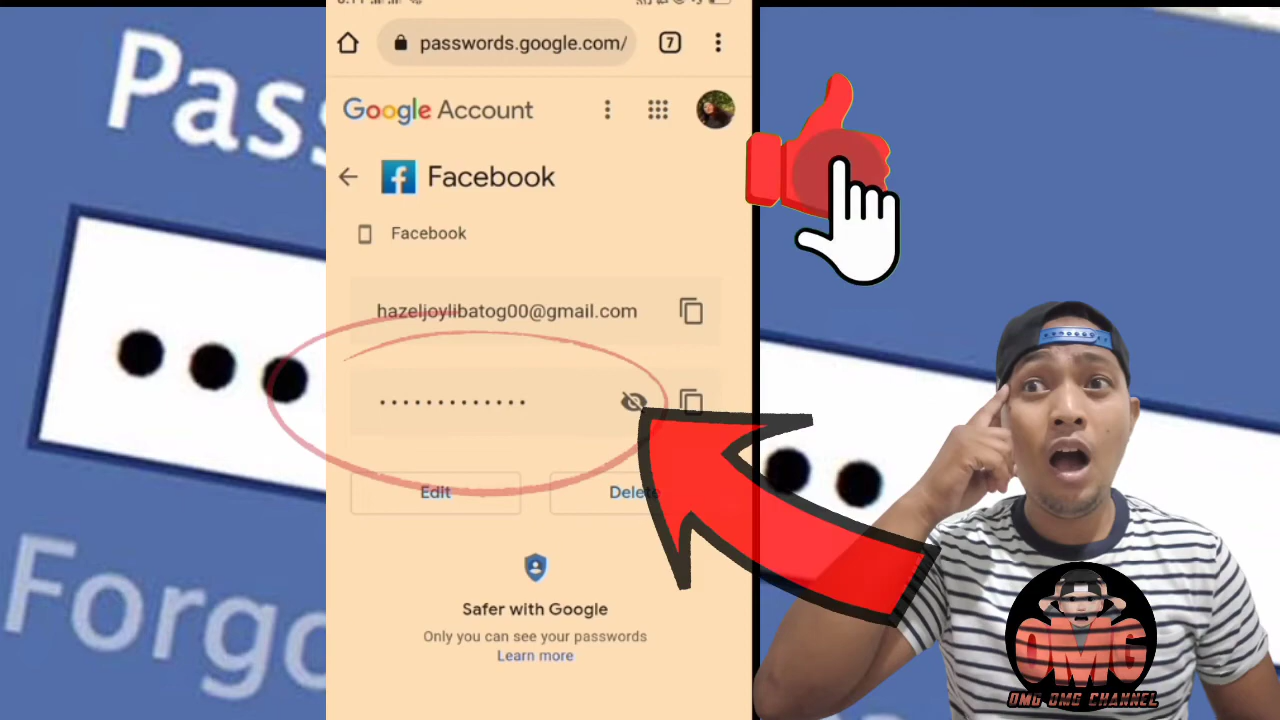 Pass
passwords.google.com/
7
Google Account
Facebook
Facebook
hazeljoylibatog00@gmail.com
•••••••••••••
Edit
Delete
Safer with Google
Only you can see your passwords
Learn more
Forgo
OMG
OMG OMG CHANNEL